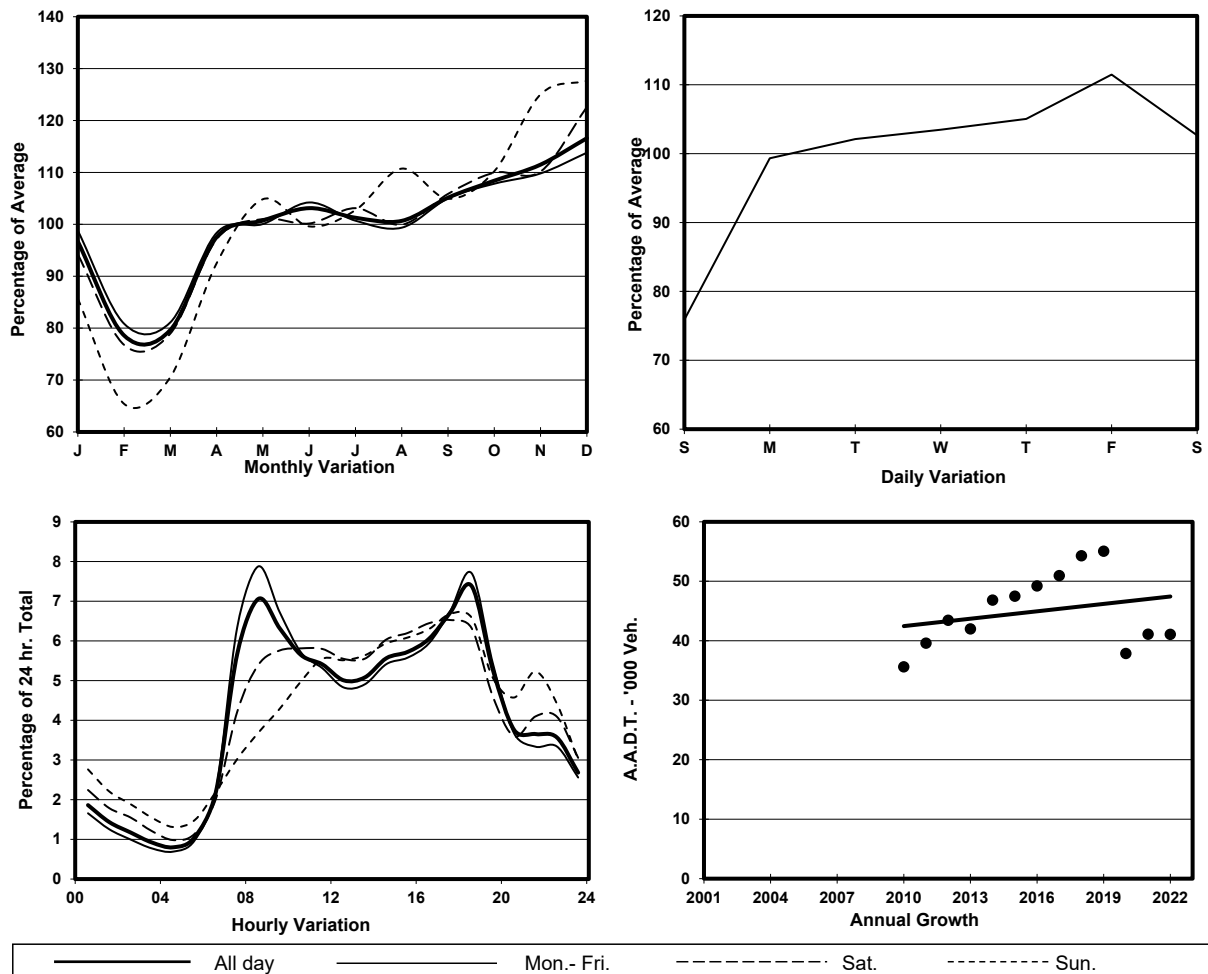 Percentage of Average
140
130
120
110
100
90
80
70
60
J F M A M J J A S O N D
Monthly Variation
Percentage of Average
120
110
100
90
80
70
60
S M T W T F S
Daily Variation
Percentage of 24 hr. Total
9
8
7
6
5
4
3
2
1
0
00 04 08 12 16 20 24
Hourly Variation
A.A.D.T. - '000 Veh.
60
50
40
30
20
10
0
2001 2004 2007 2010 2013 2016 2019 2022
Annual Growth
All day Mon.- Fri. Sat. Sun.